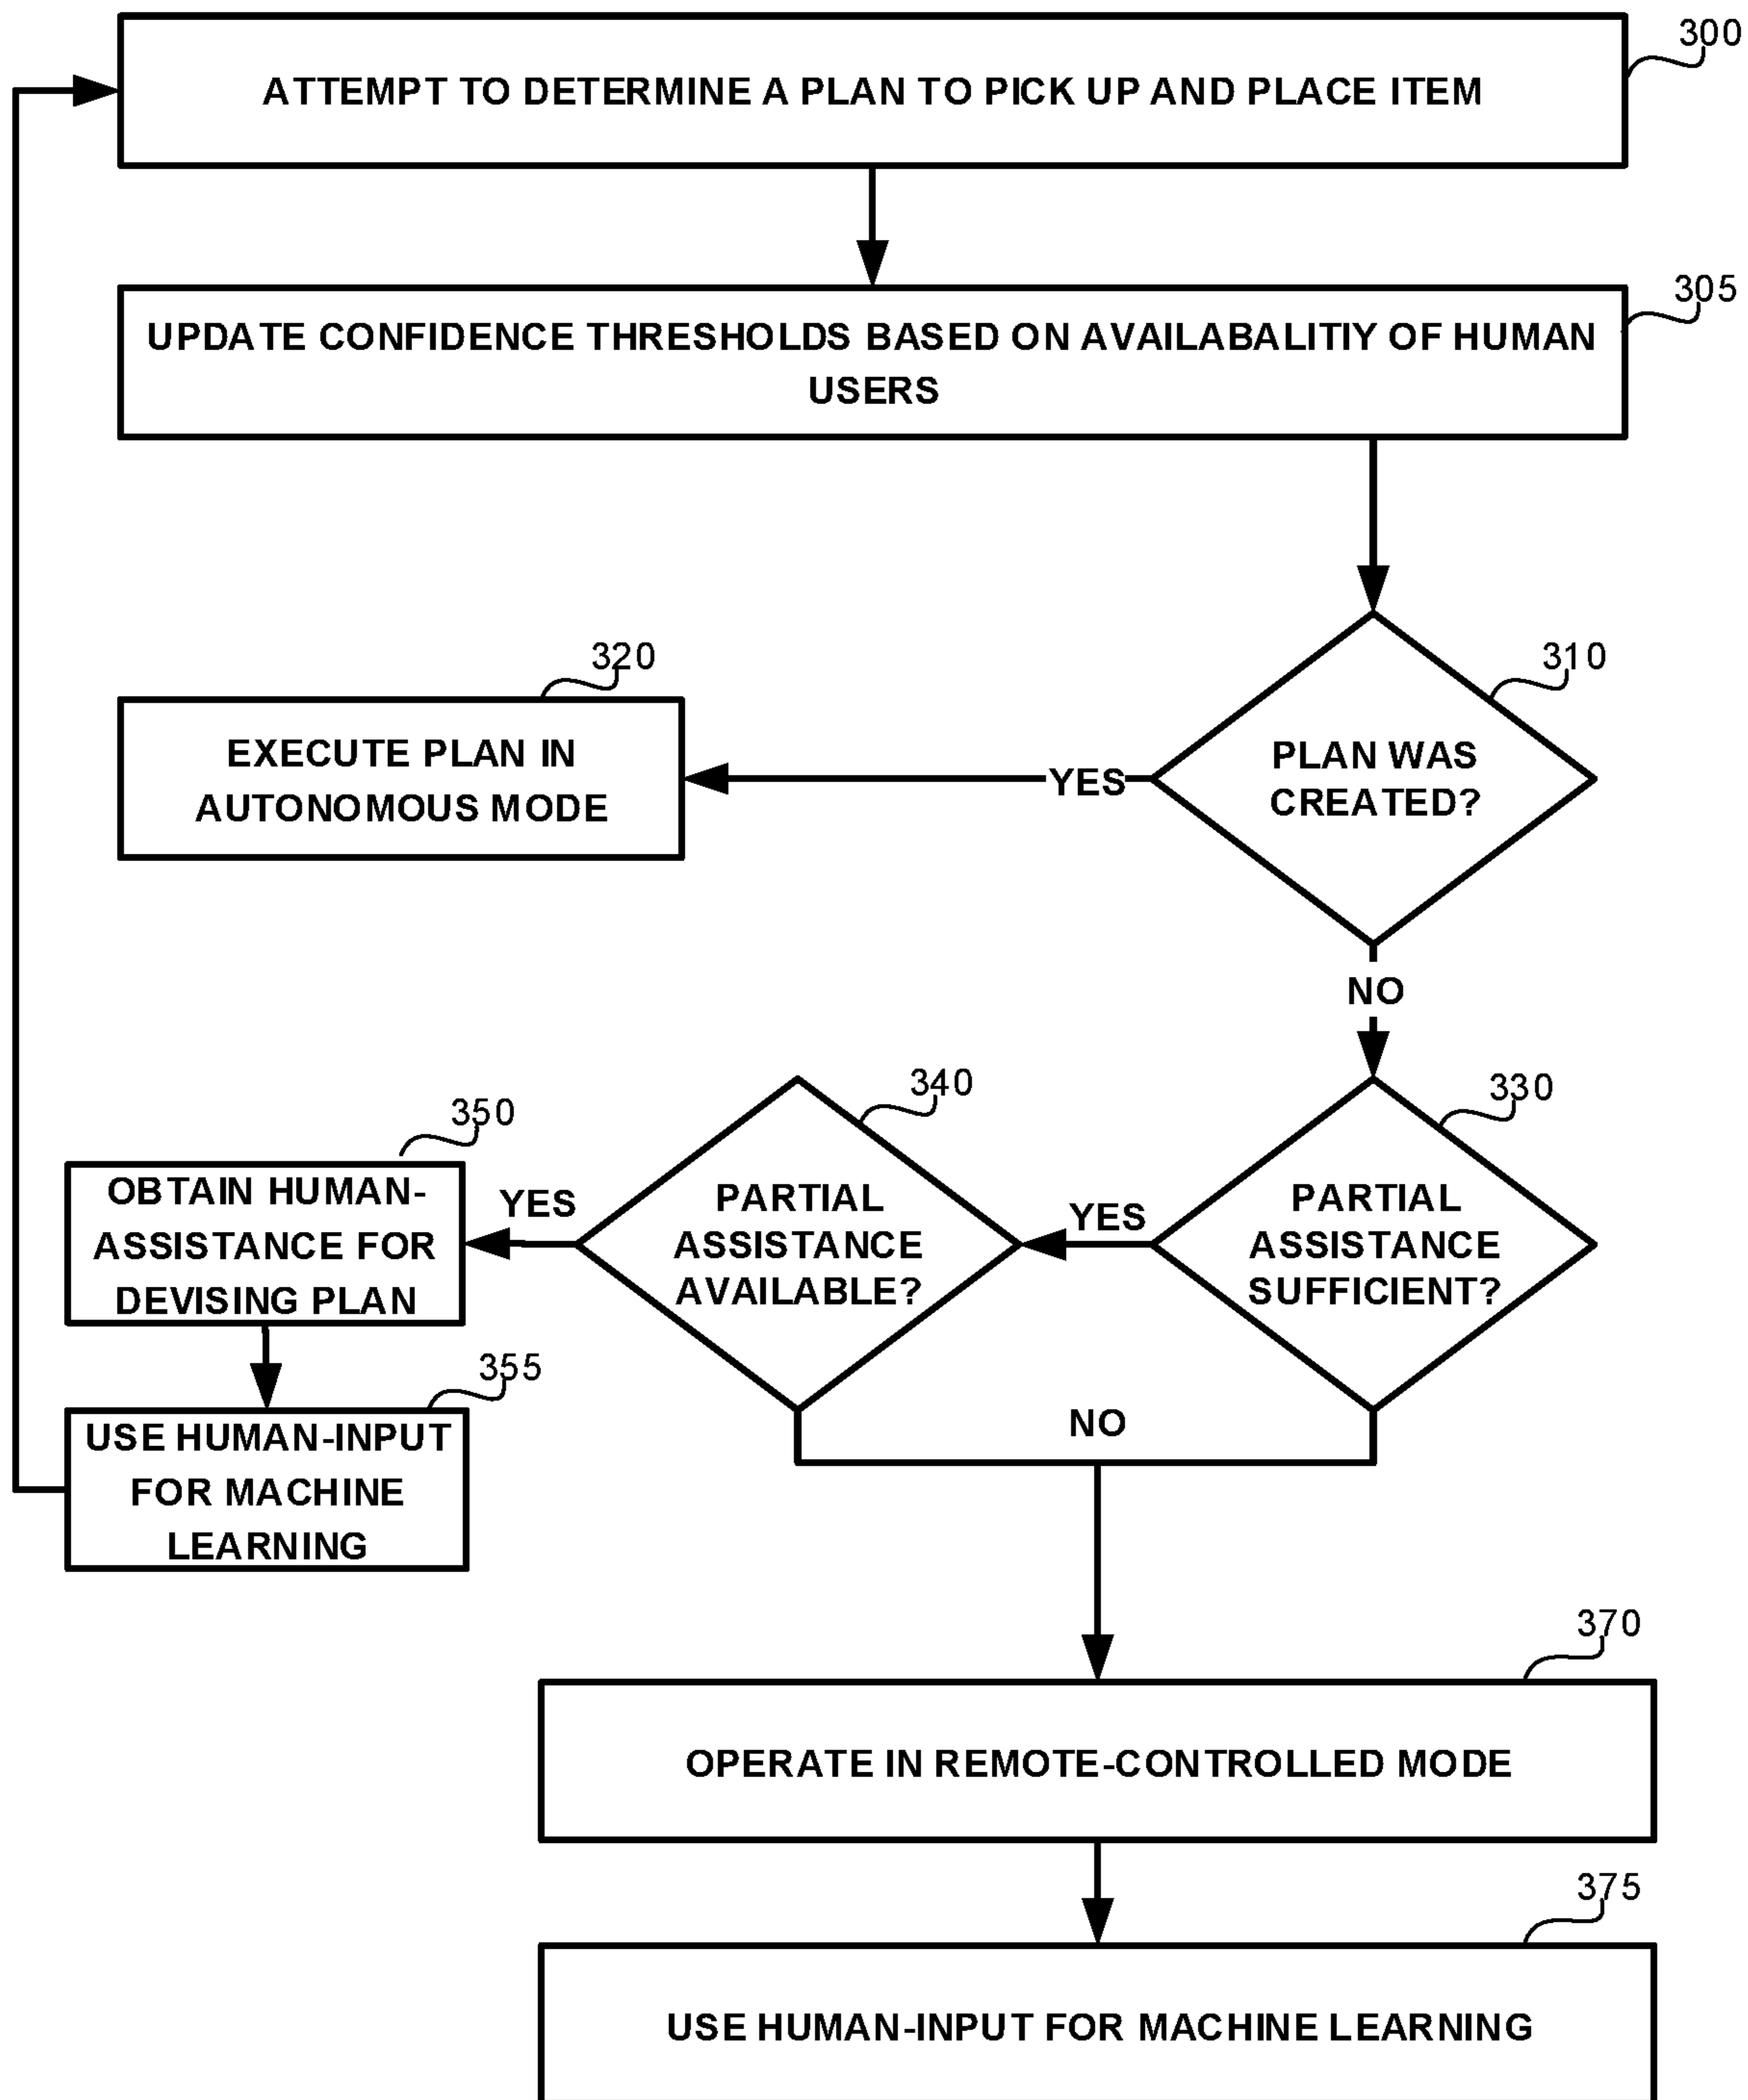 300
ATTEMPT TO DETERMINE A PLAN TO PICK UP AND PLACE ITEM
305
UPDATE CONFIDENCE THRESHOLDS BASED ON AVAILABALITIY OF HUMAN
USERS
320
310
EXECUTE PLAN IN
AUTONOMOUS MODE
YES
PLAN WAS
CREATED?
NO
350
340
330
OBTAIN HUMAN-
ASSISTANCE FOR
DEVISING PLAN
YES
PARTIAL
ASSISTANCE
AVAILABLE?
YES
PARTIAL
ASSISTANCE
SUFFICIENT?
355
NO
USE HUMAN-INPUT
FOR MACHINE
LEARNING
370
OPERATE IN REMOTE-CONTROLLED MODE
375
USE HUMAN-INPUT FOR MACHINE LEARNING